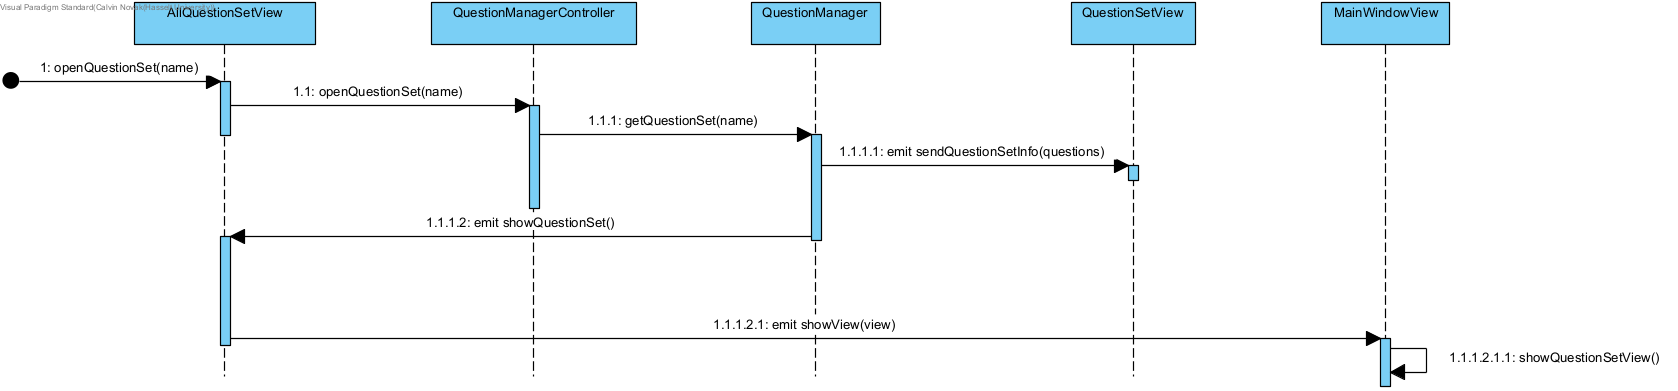 Visual Paradigm Standard(Calvin Novak(Hasselt University))
AllQuestionSetView
QuestionManagerController
QuestionManager
QuestionSetView
MainWindowView
1: openQuestionSet(name)
1.1: openQuestionSet(name)
1.1.1: getQuestionSet(name)
1.1.1.1: emit sendQuestionSetInfo(questions)
1.1.1.2: emit showQuestionSet()
1.1.1.2.1: emit showView(view)
1.1.1.2.1.1: showQuestionSetView()